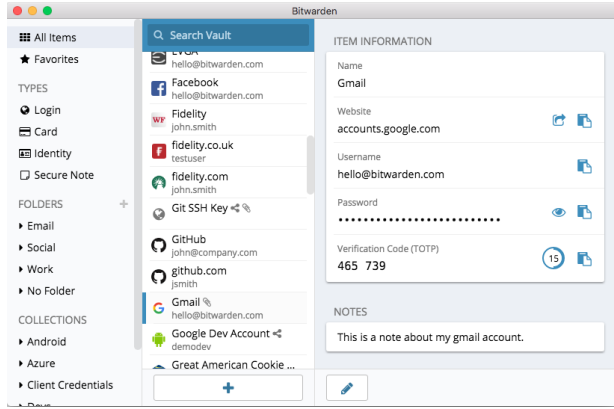 Bitwarden
All Items
Favorites
TYPES
Login
Card
Identity
Secure Note
FOLDERS
Email
Social
Work
No Folder
COLLECTIONS
Android
Azure
Client Credentials
Search Vault
EVGA
hello@bitwarden.com
Facebook
hello@bitwarden.com
WF
Fidelity
john.smith
fidelity.co.uk
testuser
fidelity.com
john.smith
Git SSH Key
GitHub
john@company.com
github.com
jsmith
Gmail
hello@bitwarden.com
Google Dev Account
demodev
Great American Cookie ...
ITEM INFORMATION
Name
Gmail
Website
accounts.google.com
Username
hello@bitwarden.com
Password
Verification Code (TOTP)
465 739
15
NOTES
This is a note about my gmail account.